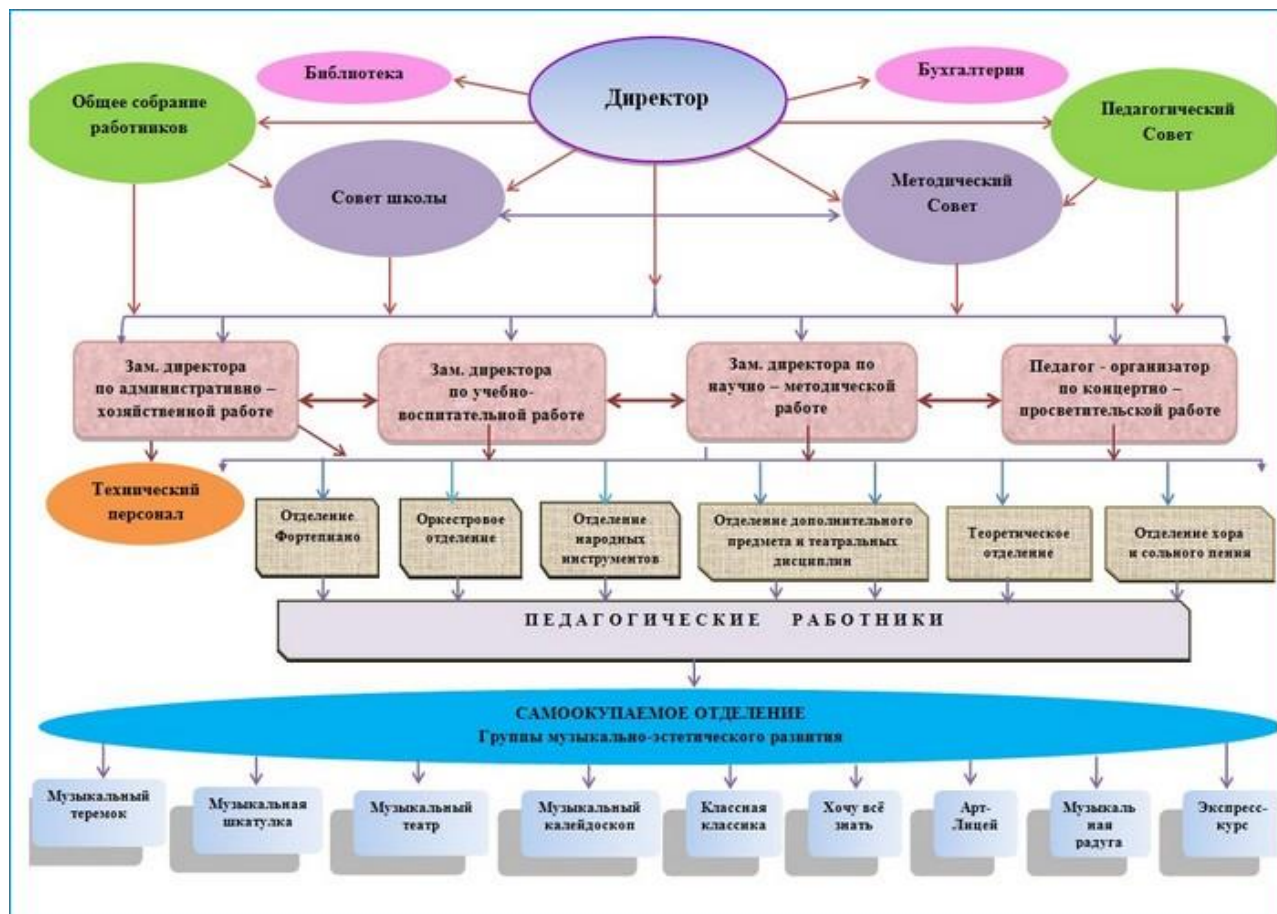 Библиотека
Директор
Бухгалтерия
Общее собрание
работников
Педагогический
Совет
Совет школы
Методический
Совет
Зам. директора
по административно –
хозяйственной работе
Зам. директора
по учебно-
воспитательной работе
Зам. директора по
научно – методической
работе
Педагог - организатор
по концертно –
просветительской работе
Технический
персонал
Отделение
Фортепиано
Оркестровое
отделение
Отделение
народных
инструментов
Отделение дополнительного
предмета и театральных
дисциплин
Теоретическое
отделение
Отделение хора
и сольного пения
ПЕДАГОГИЧЕСКИЕ РАБОТНИКИ
САМООКУПАЕМОЕ ОТДЕЛЕНИЕ
Группы музыкально-эстетического развития
Музыкальный
теремок
Музыкальная
шкатулка
Музыкальный
театр
Музыкальный
калейдоскоп
Классная
классика
Хочу всё
знать
Арт-
Лицей
Музыкаль
ная
радуга
Экспресс-
курс